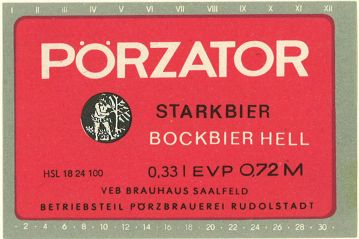 I II III IV V VI VII VIII IX X XI XII
PÖRZATOR
STARKBIER
BOCKBIER HELL
HSL 18 24 100 0,33 l EVP 0,72 M
VEB BRAUHAUS SAALFELD
BETRIEBSTEIL PÖRZBRAUEREI RUDOLSTADT
· 2 · 4 · 6 · 8 · 10 · 12 · 14 · 16 · 18 · 20 · 22 · 24 · 26 · 28 · 30 ·